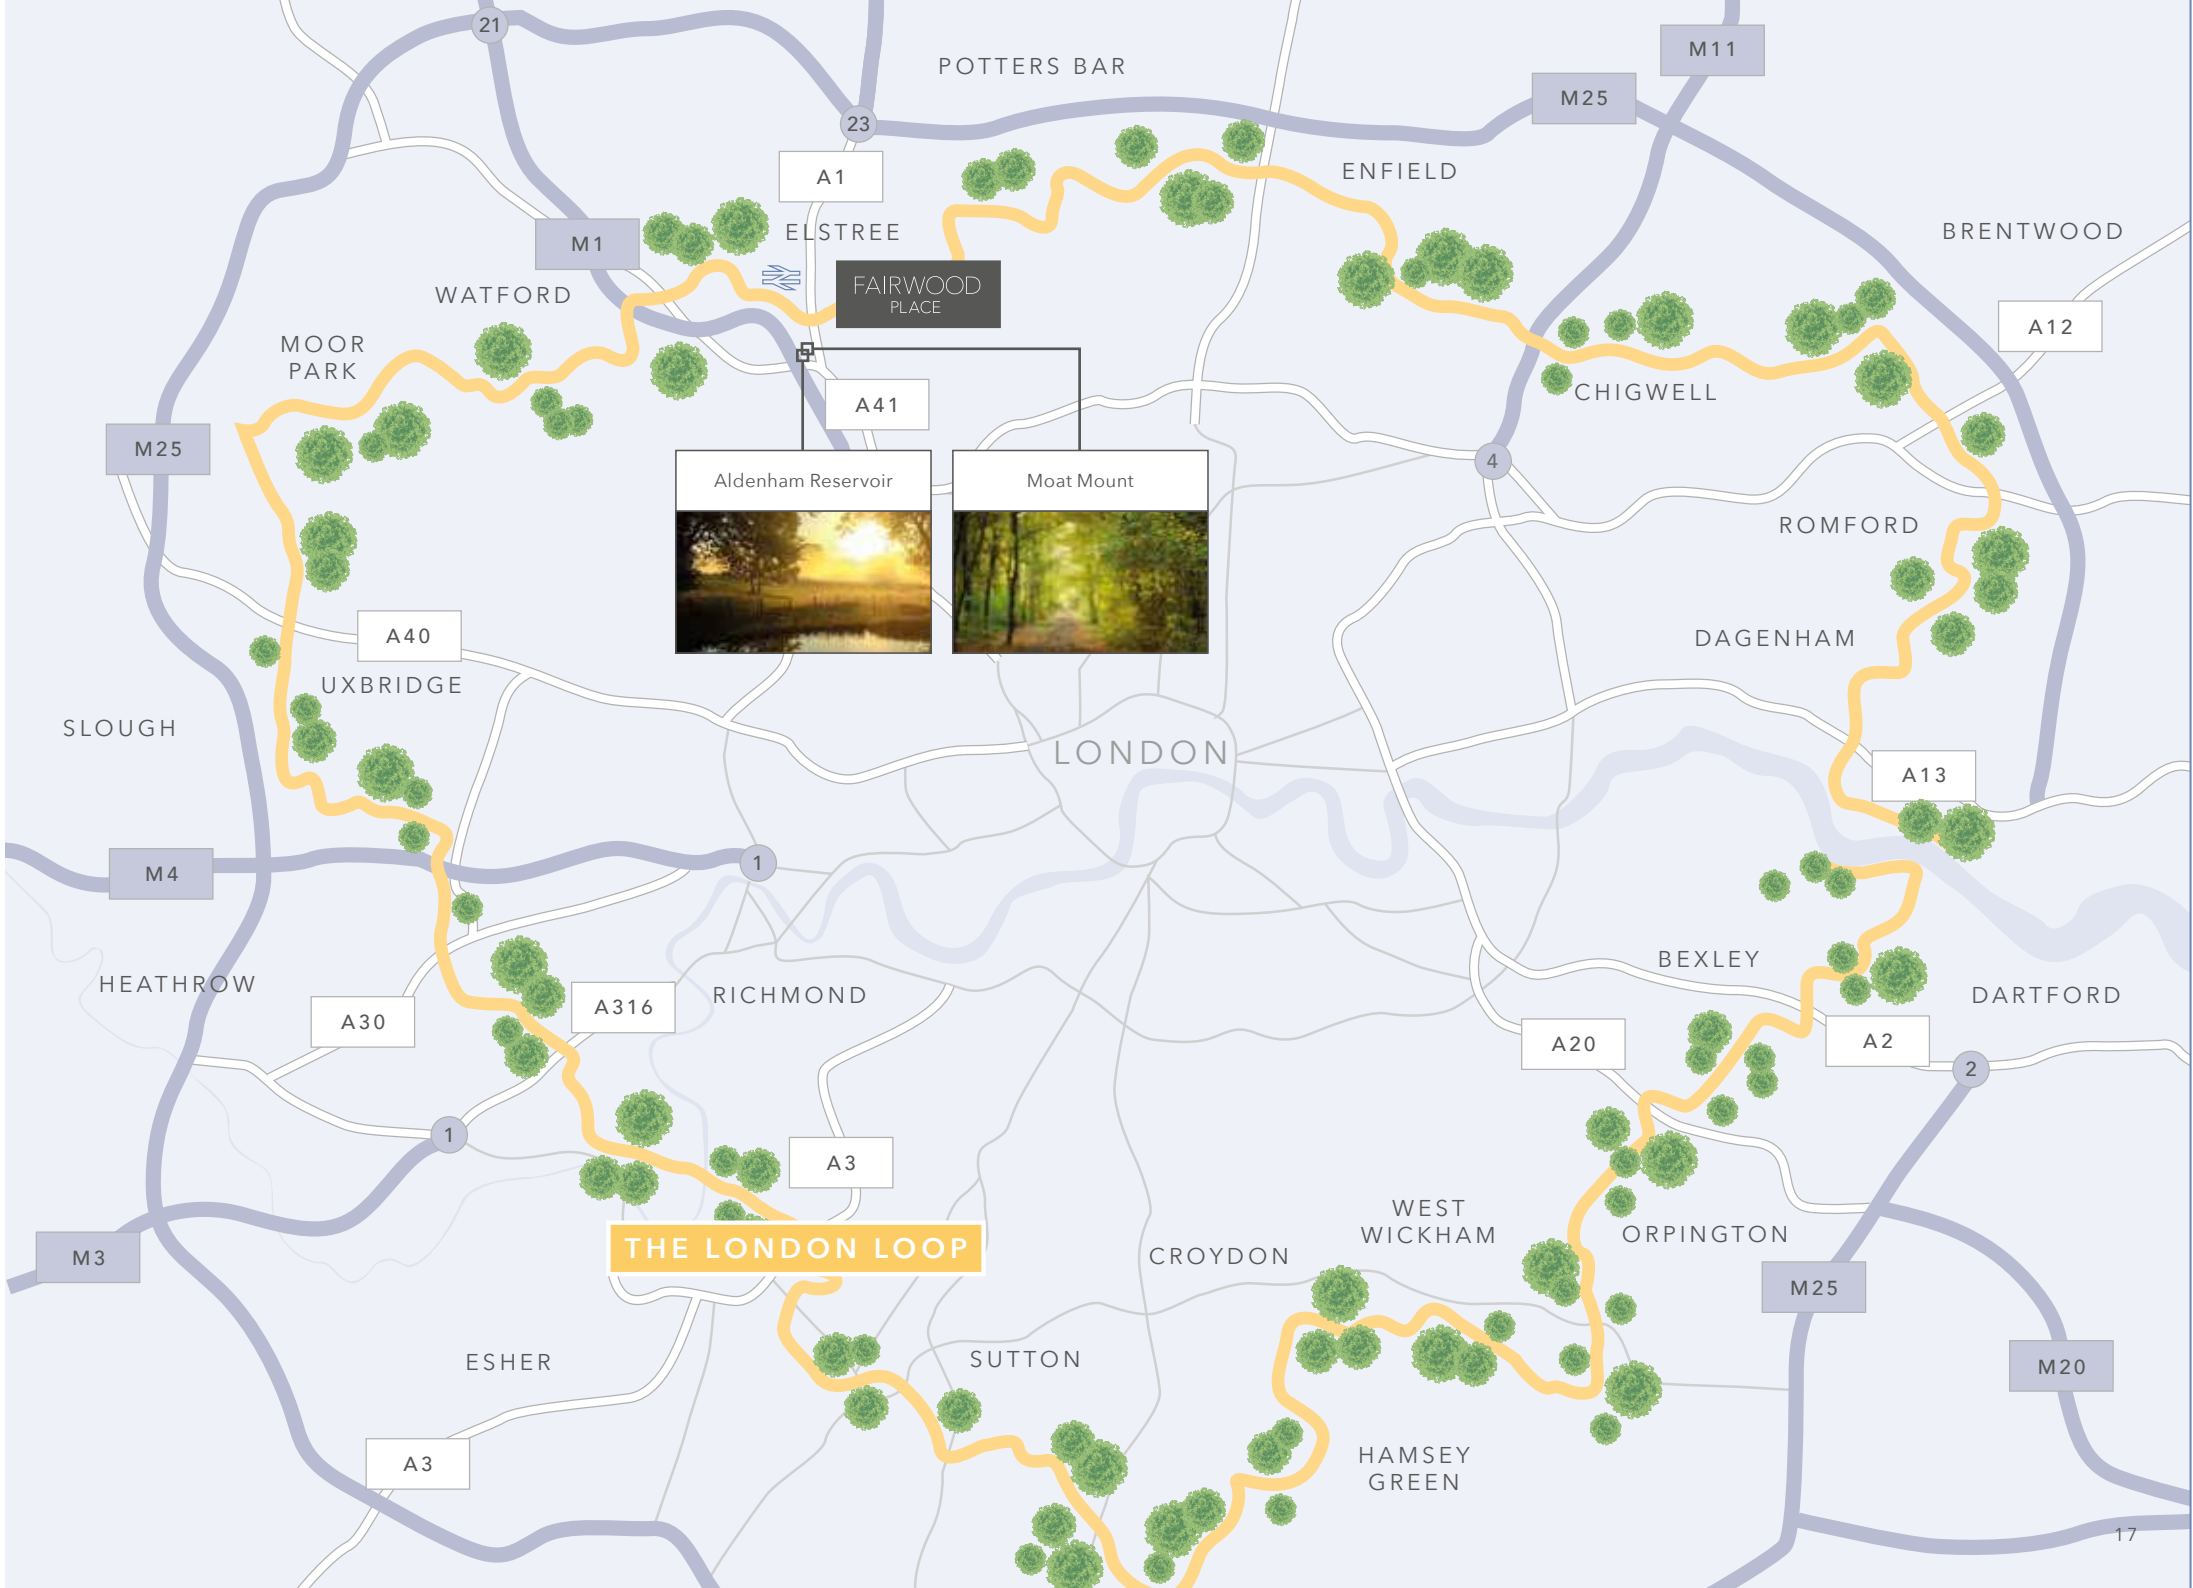 21
M11
POTTERS BAR
M25
23
A1
ENFIELD
ELSTREE
BRENTWOOD
M1
FAIRWOOD
PLACE
WATFORD
A12
MOOR
PARK
CHIGWELL
A41
M25
4
Aldenham Reservoir
Moat Mount
ROMFORD
A40
DAGENHAM
UXBRIDGE
SLOUGH
LONDON
A13
M4
1
HEATHROW
BEXLEY
RICHMOND
DARTFORD
A30
A316
A20
A2
2
1
A3
WEST
WICKHAM
ORPINGTON
THE LONDON LOOP
M3
CROYDON
M25
ESHER
SUTTON
M20
A3
HAMSEY
GREEN
17